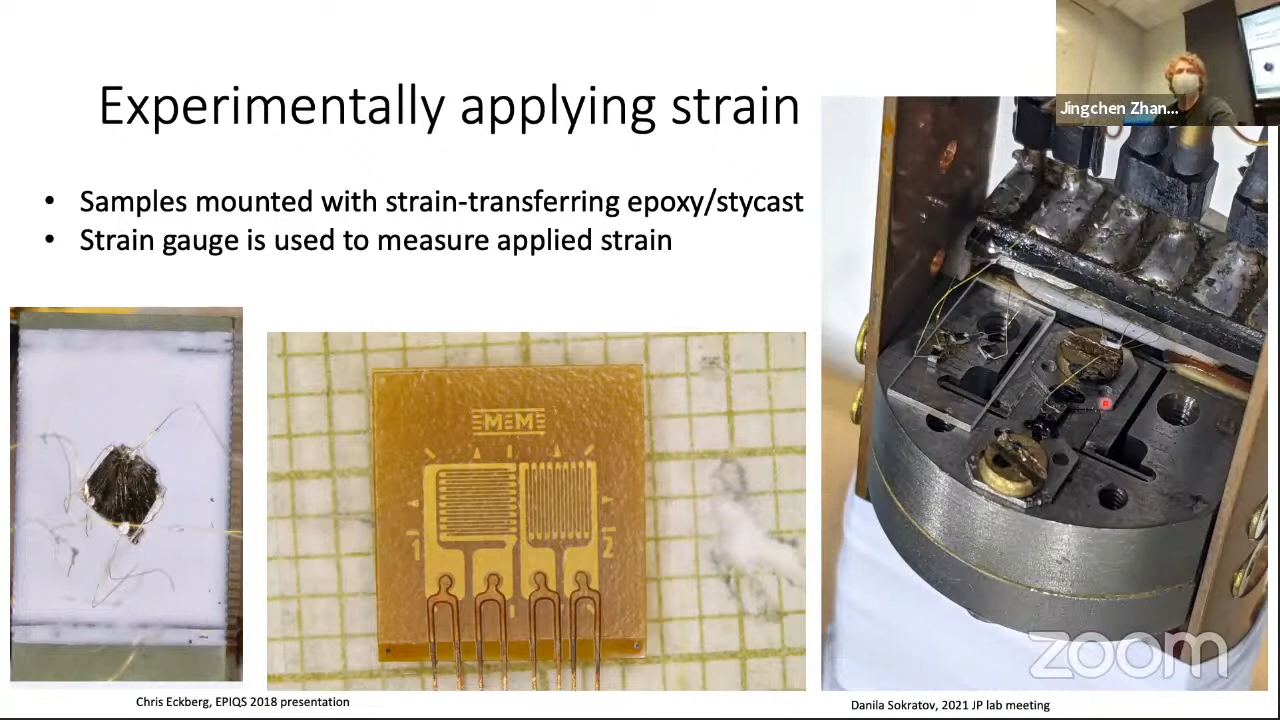 Experimentally applying strain
Jingchen Zhan...
• Samples mounted with strain-transferring epoxy/stycast
• Strain gauge is used to measure applied strain
MEME
1
2
zoom
Chris Eckberg, EPIQS 2018 presentation
Danila Sokratov, 2021 JP lab meeting